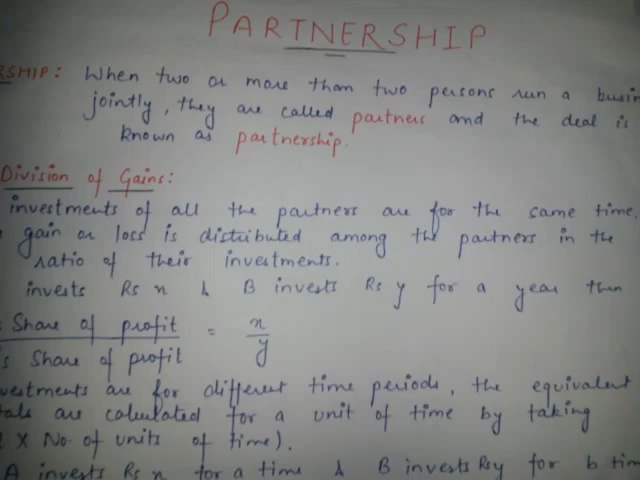 PARTNERSHIP
RSHIP: When two or more than two persons run a busin
jointly, they are called partners and the deal is
known as partnership.
Division of Gains:
investments of all the partners are for the same time,
gain or loss is distributed among the partners in the
ratio of their investments.
invests Rs x & B invests Rs y for a year then
Share of profit = x
's Share of profit y
vestments are for different time periods, the equivalent
tals are calculated for a unit of time by taking
X No. of units of time).
A invests Rs x for a time & B invests Rs y for b tim